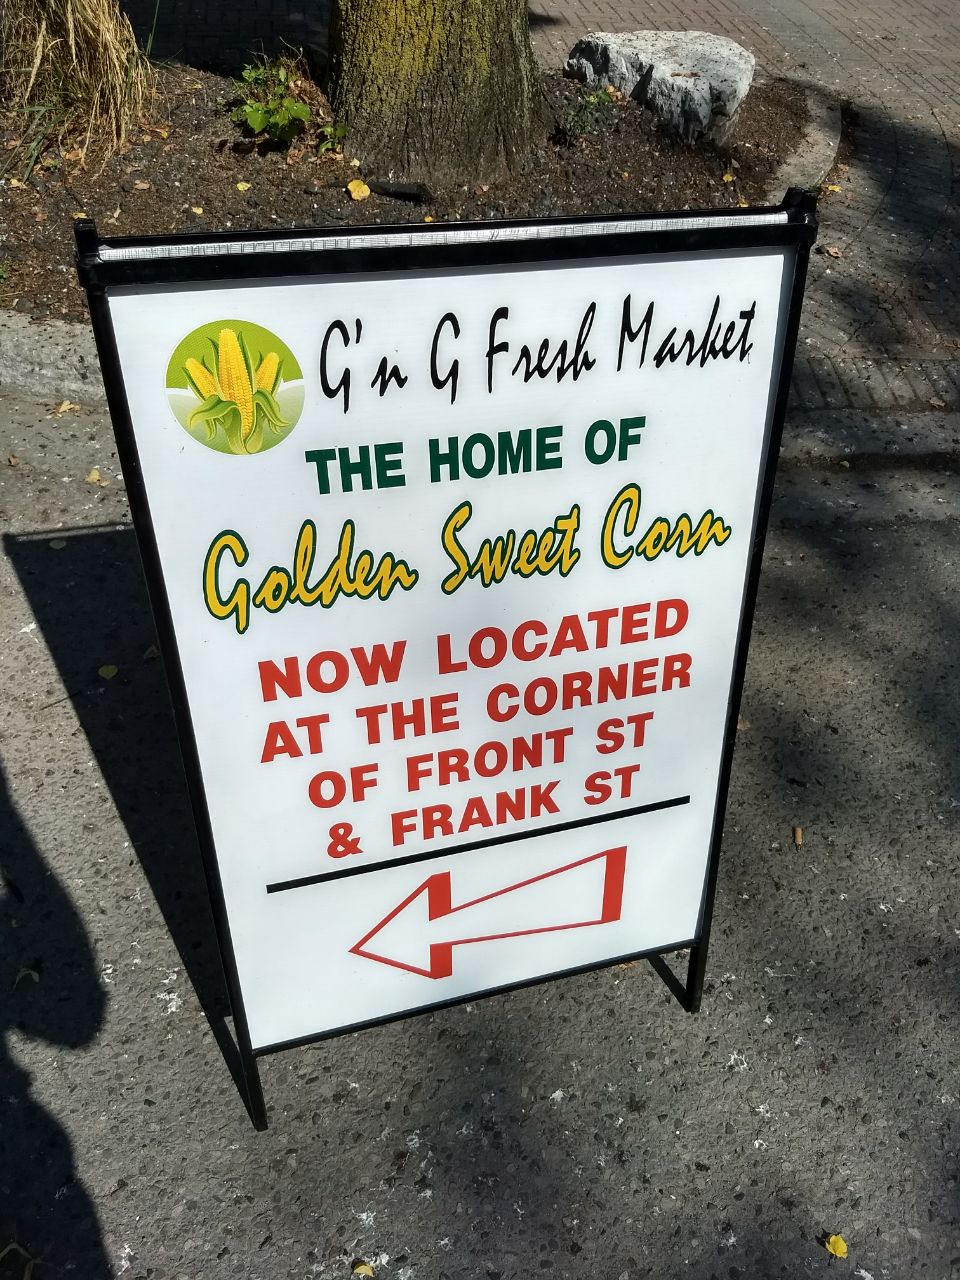 G'n G Fresh Market
THE HOME OF
Golden Sweet Corn
NOW LOCATED
AT THE CORNER
OF FRONT ST
& FRANK ST